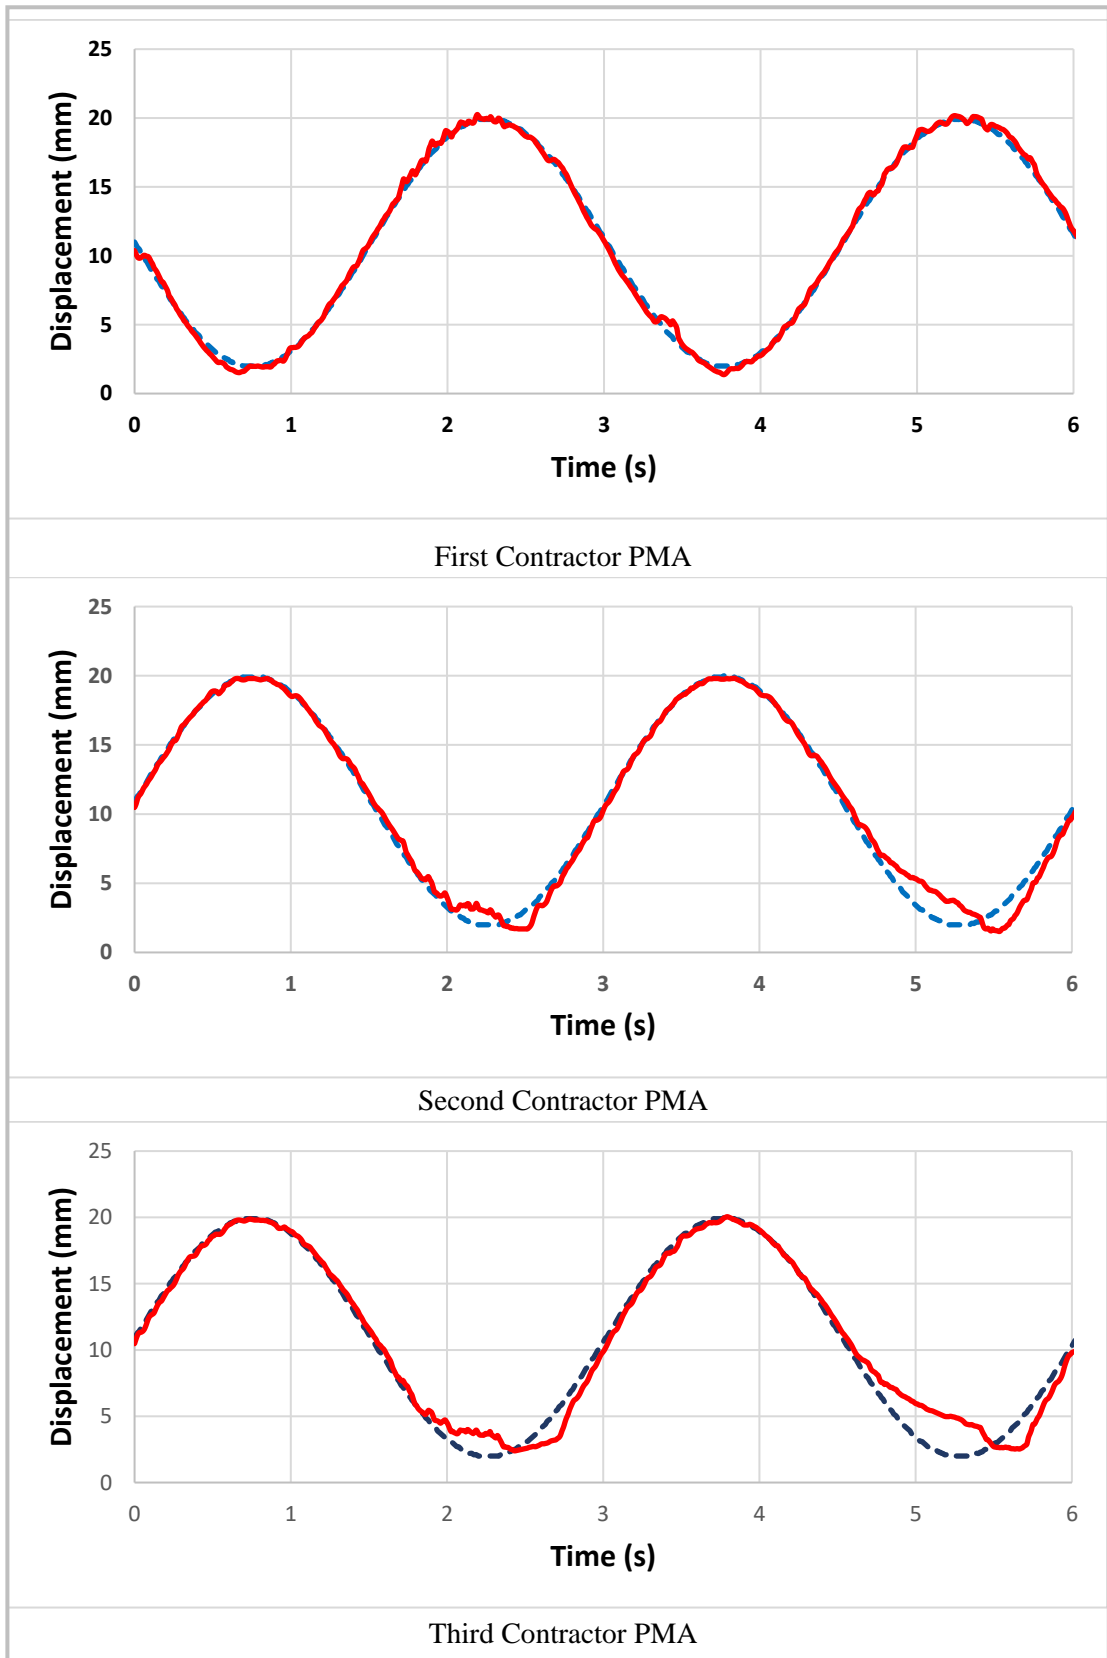 25
20
15
10
5
0
Displacement (mm)
0 1 2 3 4 5 6
Time (s)
First Contractor PMA
25
20
15
10
5
0
Displacement (mm)
0 1 2 3 4 5 6
Time (s)
Second Contractor PMA
25
20
15
10
5
0
Displacement (mm)
0 1 2 3 4 5 6
Time (s)
Third Contractor PMA